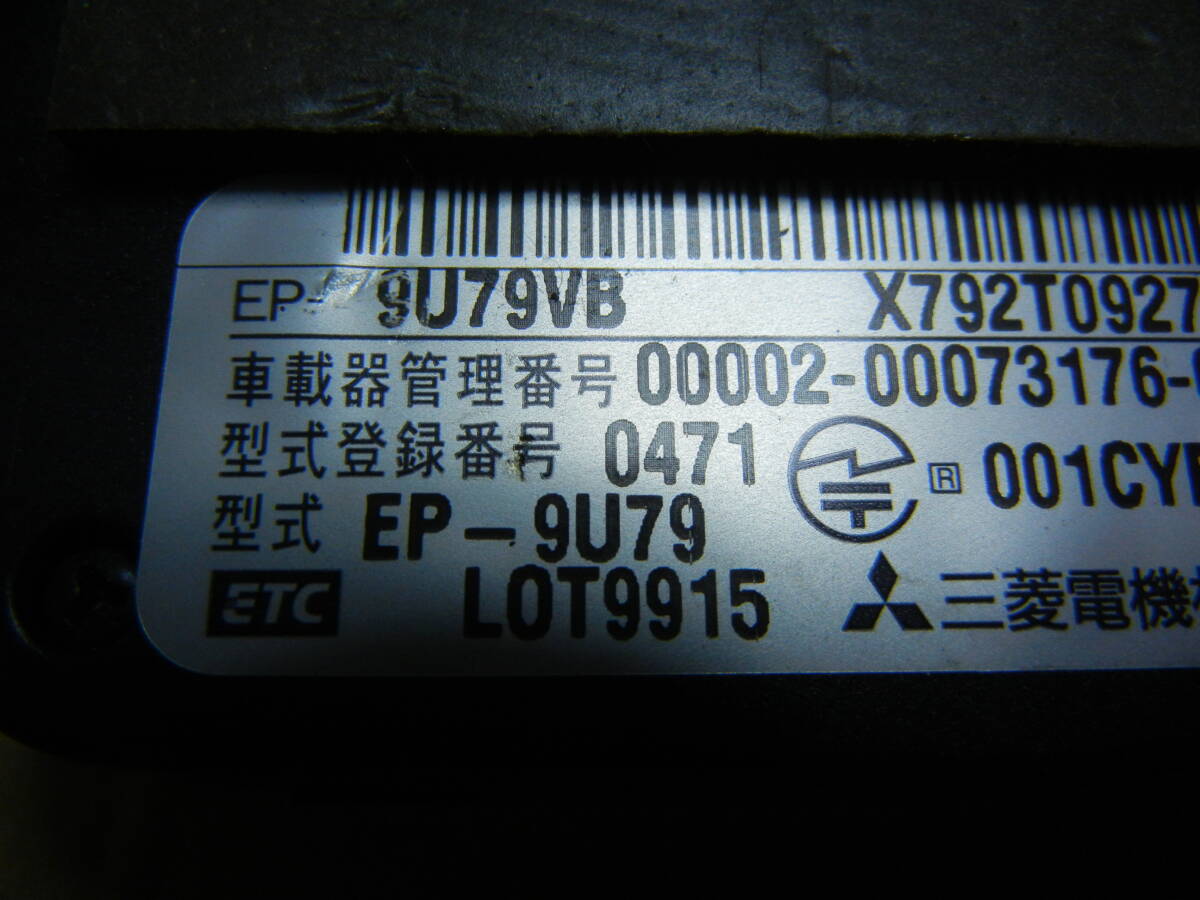 EP- 9U79VB X792T0927
車載器管理番号 00002-00073176-
型式登録番号 0471 R 001CY
型式 EP-9U79
ETC LOT9915 三菱電機